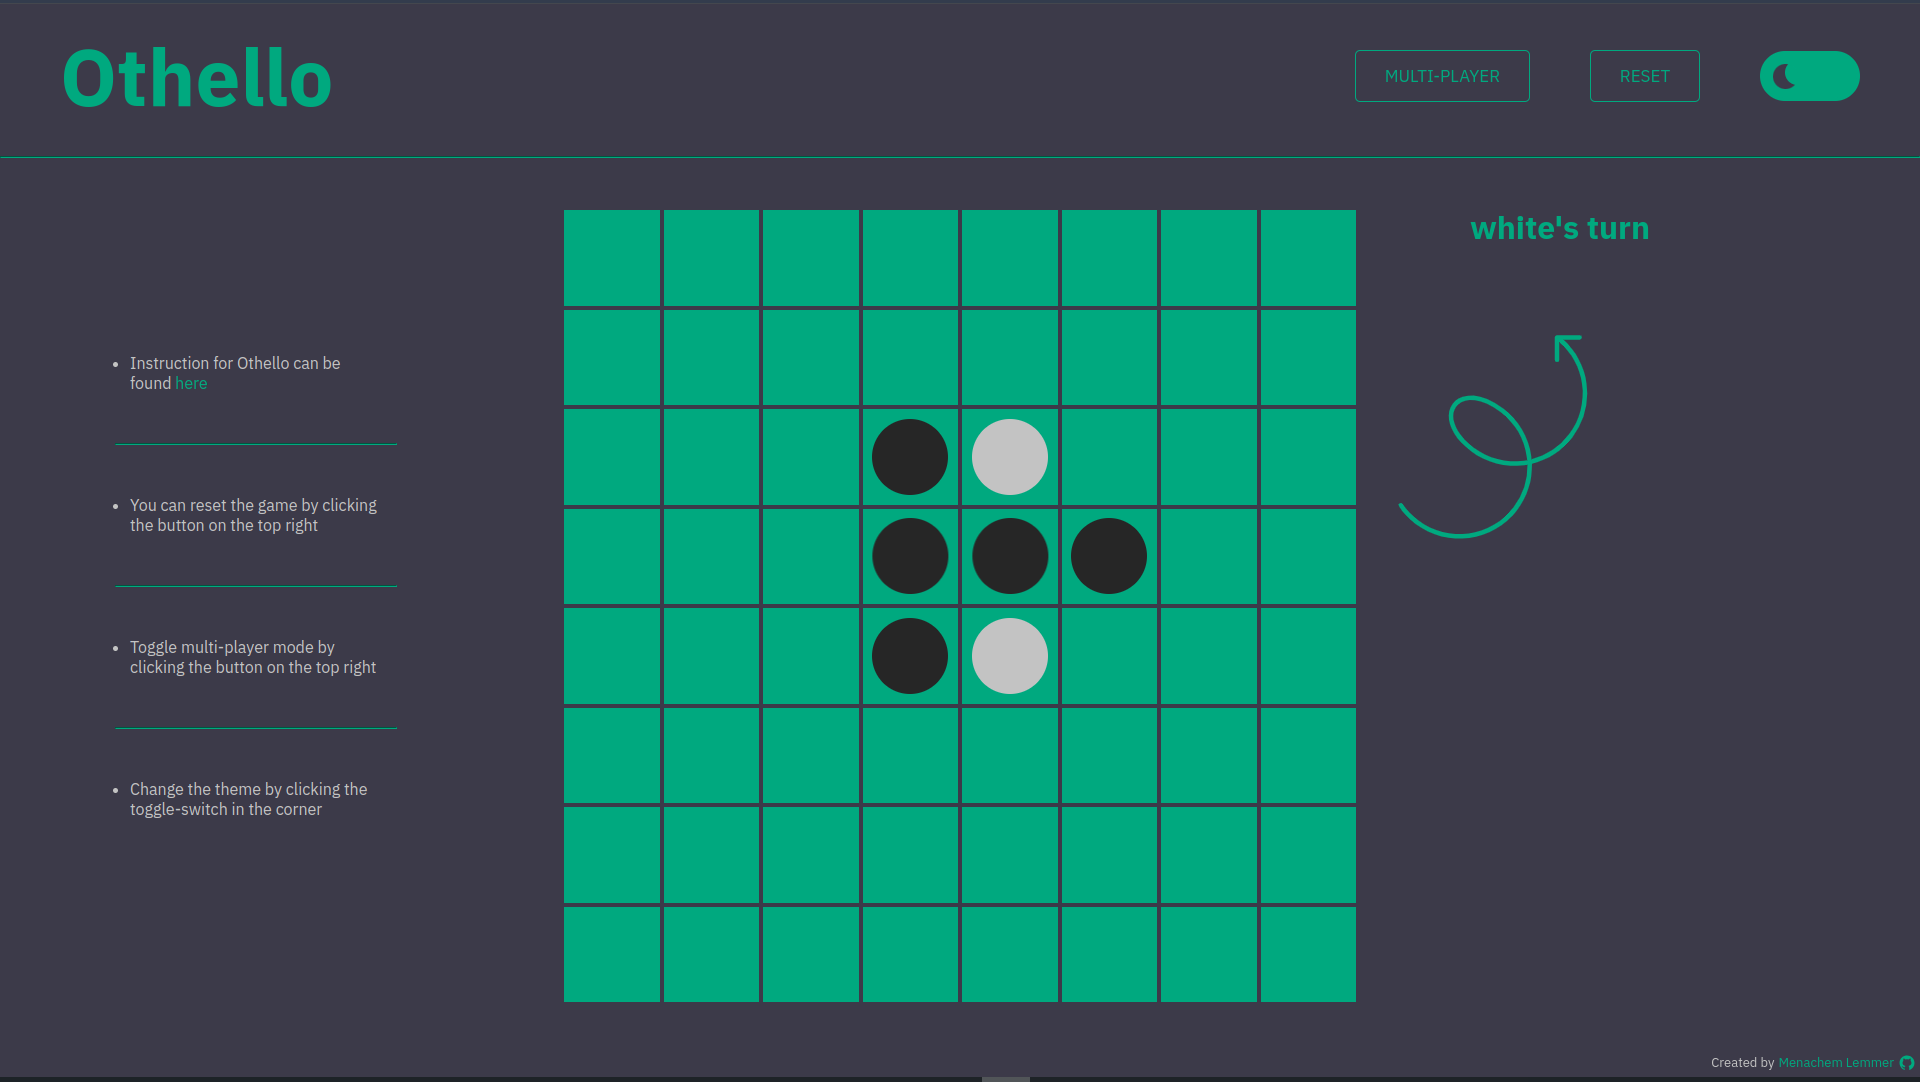 Othello
MULTI-PLAYER
RESET
white's turn
Instruction for Othello can be
found here
You can reset the game by clicking
the button on the top right
Toggle multi-player mode by
clicking the button on the top right
Change the theme by clicking the
toggle-switch in the corner
Created by Menachem Lemmer